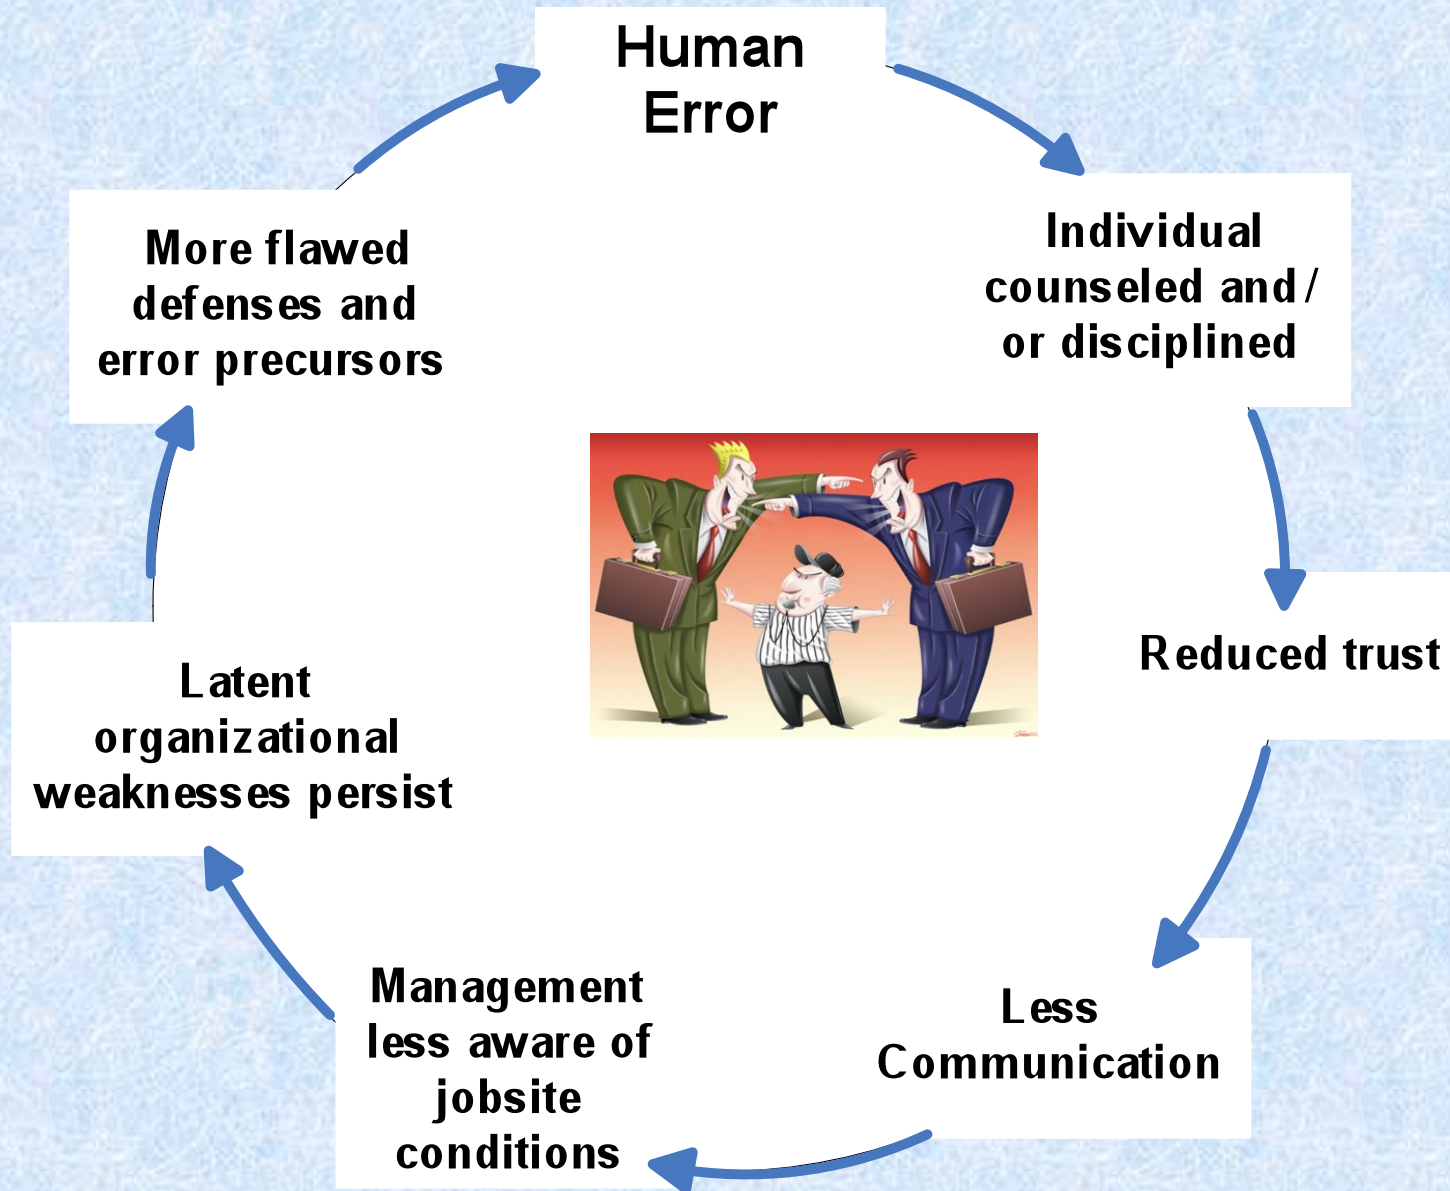 Human
Error
Individual
counseled and/
or disciplined
Reduced trust
Less
Communication
Management
less aware of
jobsite
conditions
Latent
organizational
weaknesses persist
More flawed
defenses and
error precursors